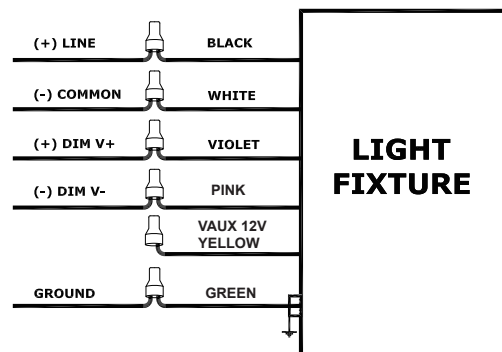 (+) LINE BLACK
(-) COMMON WHITE
(+) DIM V+ VIOLET
(-) DIM V- PINK
VAUX 12V
YELLOW
GROUND GREEN
LIGHT
FIXTURE